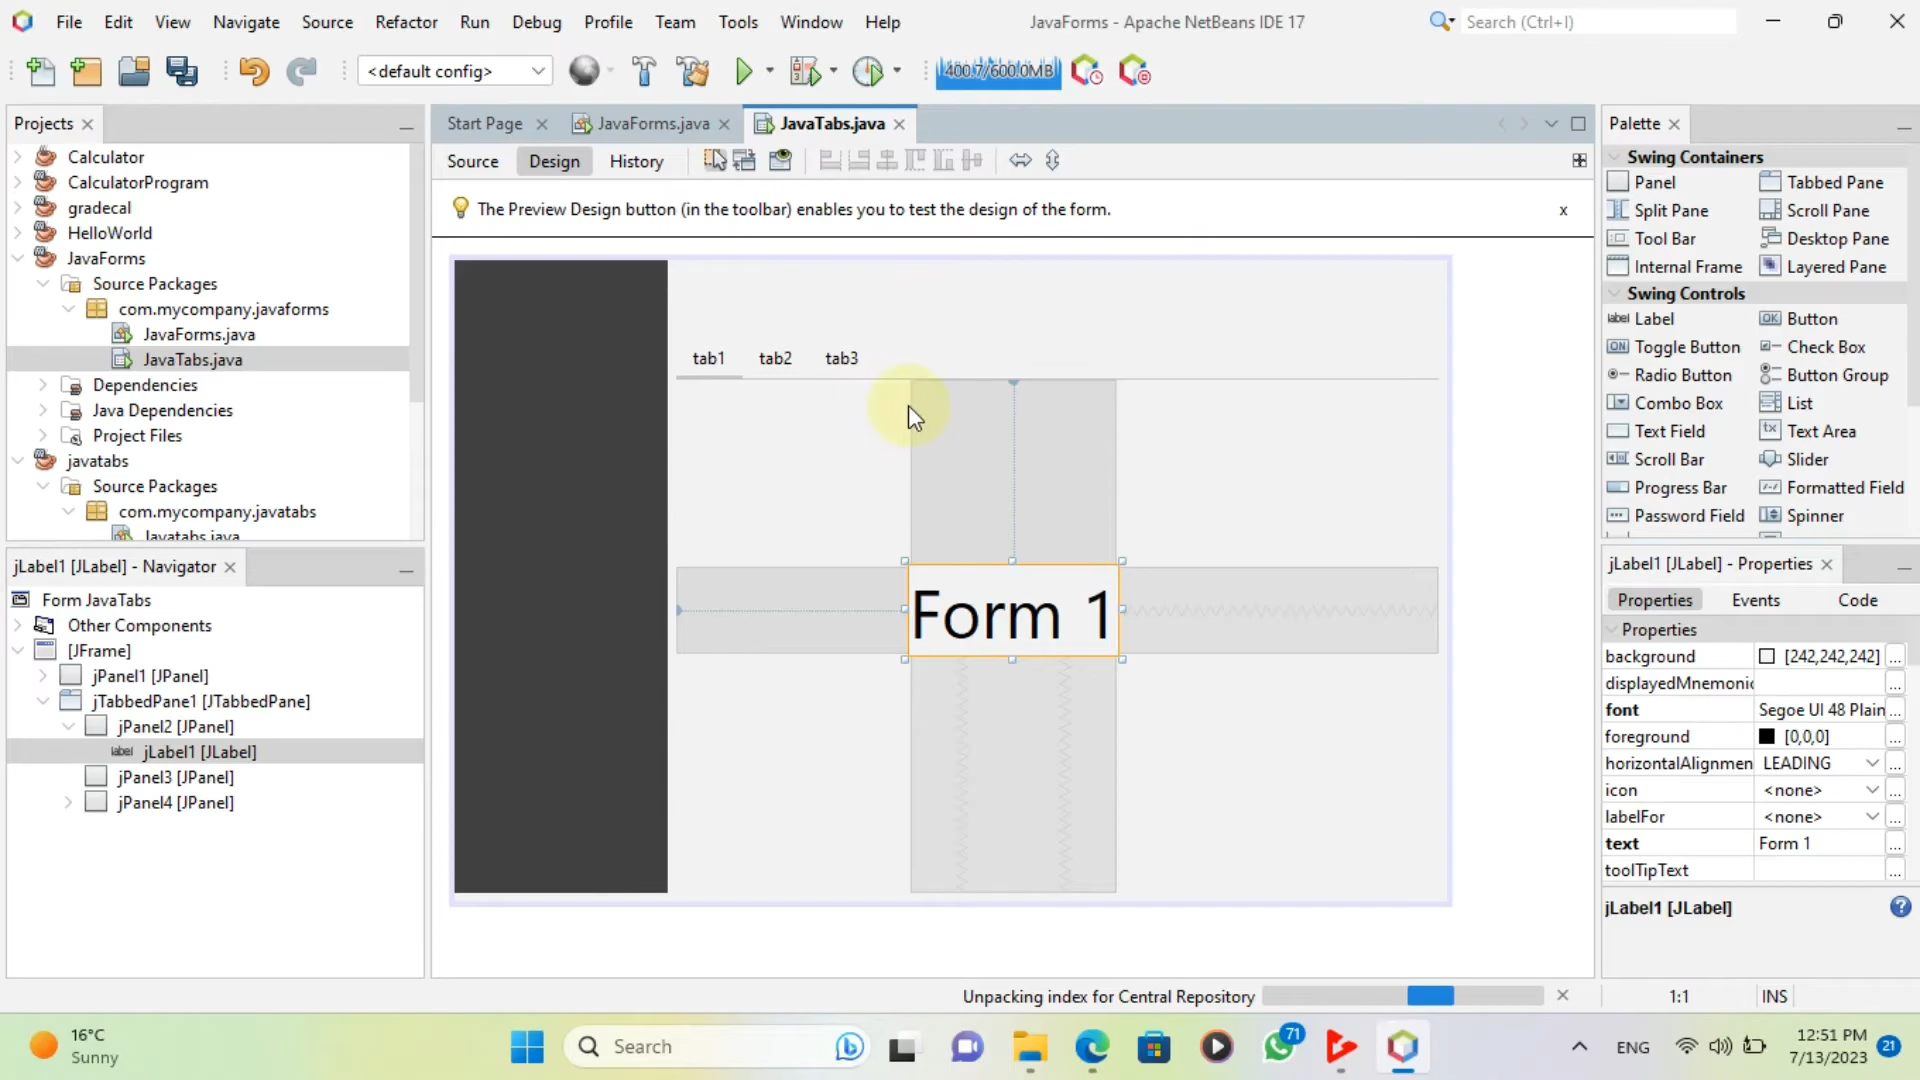 File Edit View Navigate Source Refactor Run Debug Profile Team Tools Window Help
JavaForms - Apache NetBeans IDE 17
Search (Ctrl+I)
<default config>
400.7/600.0MB
Projects
Calculator
CalculatorProgram
gradecal
HelloWorld
JavaForms
Source Packages
com.mycompany.javaforms
JavaForms.java
JavaTabs.java
Dependencies
Java Dependencies
Project Files
javatabs
Source Packages
com.mycompany.javatabs
Javatabs.java
jLabel1 [JLabel] - Navigator
Form JavaTabs
Other Components
[JFrame]
jPanel1 [JPanel]
jTabbedPane1 [JTabbedPane]
jPanel2 [JPanel]
label jLabel1 [JLabel]
jPanel3 [JPanel]
jPanel4 [JPanel]
Start Page JavaForms.java JavaTabs.java
Source Design History
The Preview Design button (in the toolbar) enables you to test the design of the form. x
tab1 tab2 tab3
Form 1
Palette
Swing Containers
Panel Tabbed Pane
Split Pane Scroll Pane
Tool Bar Desktop Pane
Internal Frame Layered Pane
Swing Controls
label Label OK Button
ON Toggle Button Check Box
Radio Button Button Group
Combo Box List
Text Field tx Text Area
Scroll Bar Slider
Progress Bar Formatted Field
Password Field Spinner
jLabel1 [JLabel] - Properties
Properties Events Code
Properties
background [242,242,242] ...
displayedMnemonic ...
font Segoe UI 48 Plain ...
foreground [0,0,0] ...
horizontalAlignmen LEADING ...
icon <none> ...
labelFor <none> ...
text Form 1 ...
toolTipText ...
jLabel1 [JLabel] ?
Unpacking index for Central Repository
1:1 INS
16°C
Sunny
Search
71
ENG
12:51 PM
7/13/2023
21